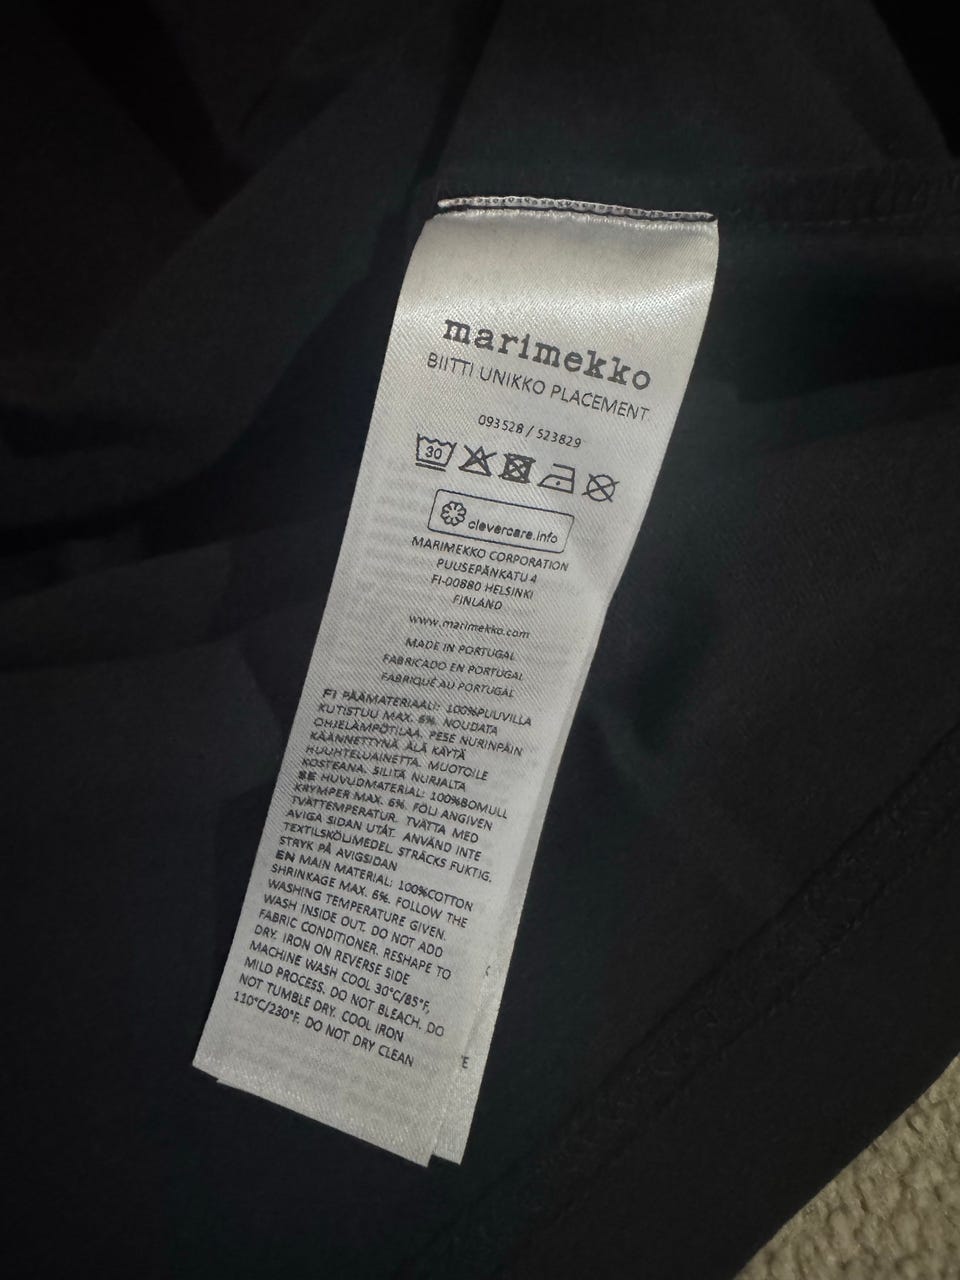 marimekko
BIITTI UNIKKO PLACEMENT
093528 / 523829
30
clevercare.info
MARIMEKKO CORPORATION
PUUSEPÄNKATU 4
FI-00880 HELSINKI
FINLAND
www.marimekko.com
MADE IN PORTUGAL
FABRICADO EN PORTUGAL
FABRIQUÉ AU PORTUGAL
FI PÄÄMATERIAALI: 100%PUUVILLA
KUTISTUU MAX. 6%. NOUDATA
OHJELÄMPÖTILAA. PESE NURINPÄIN
KÄÄNNETTYNÄ. ÄLÄ KÄYTÄ
HUUHTELUAINETTA. MUOTOILE
KOSTEANA. SILITÄ NURJALTA
SE HUVUDMATERIAL: 100%BOMULL
KRYMPER MAX. 6%. FÖLJ ANGIVEN
TVÄTTEMPERATUR. TVÄTTA MED
AVIGA SIDAN UTÅT. ANVÄND INTE
TEXTILSKÖLJMEDEL. STRÄCKS FUKTIG.
STRYK PÅ AVIGSIDAN
EN MAIN MATERIAL: 100%COTTON
SHRINKAGE MAX. 6%. FOLLOW THE
WASHING TEMPERATURE GIVEN.
WASH INSIDE OUT. DO NOT ADD
FABRIC CONDITIONER. RESHAPE TO
DRY. IRON ON REVERSE SIDE
MACHINE WASH COOL 30°C/85°F,
MILD PROCESS. DO NOT BLEACH. DO
NOT TUMBLE DRY. COOL IRON
110°C/230°F. DO NOT DRY CLEAN